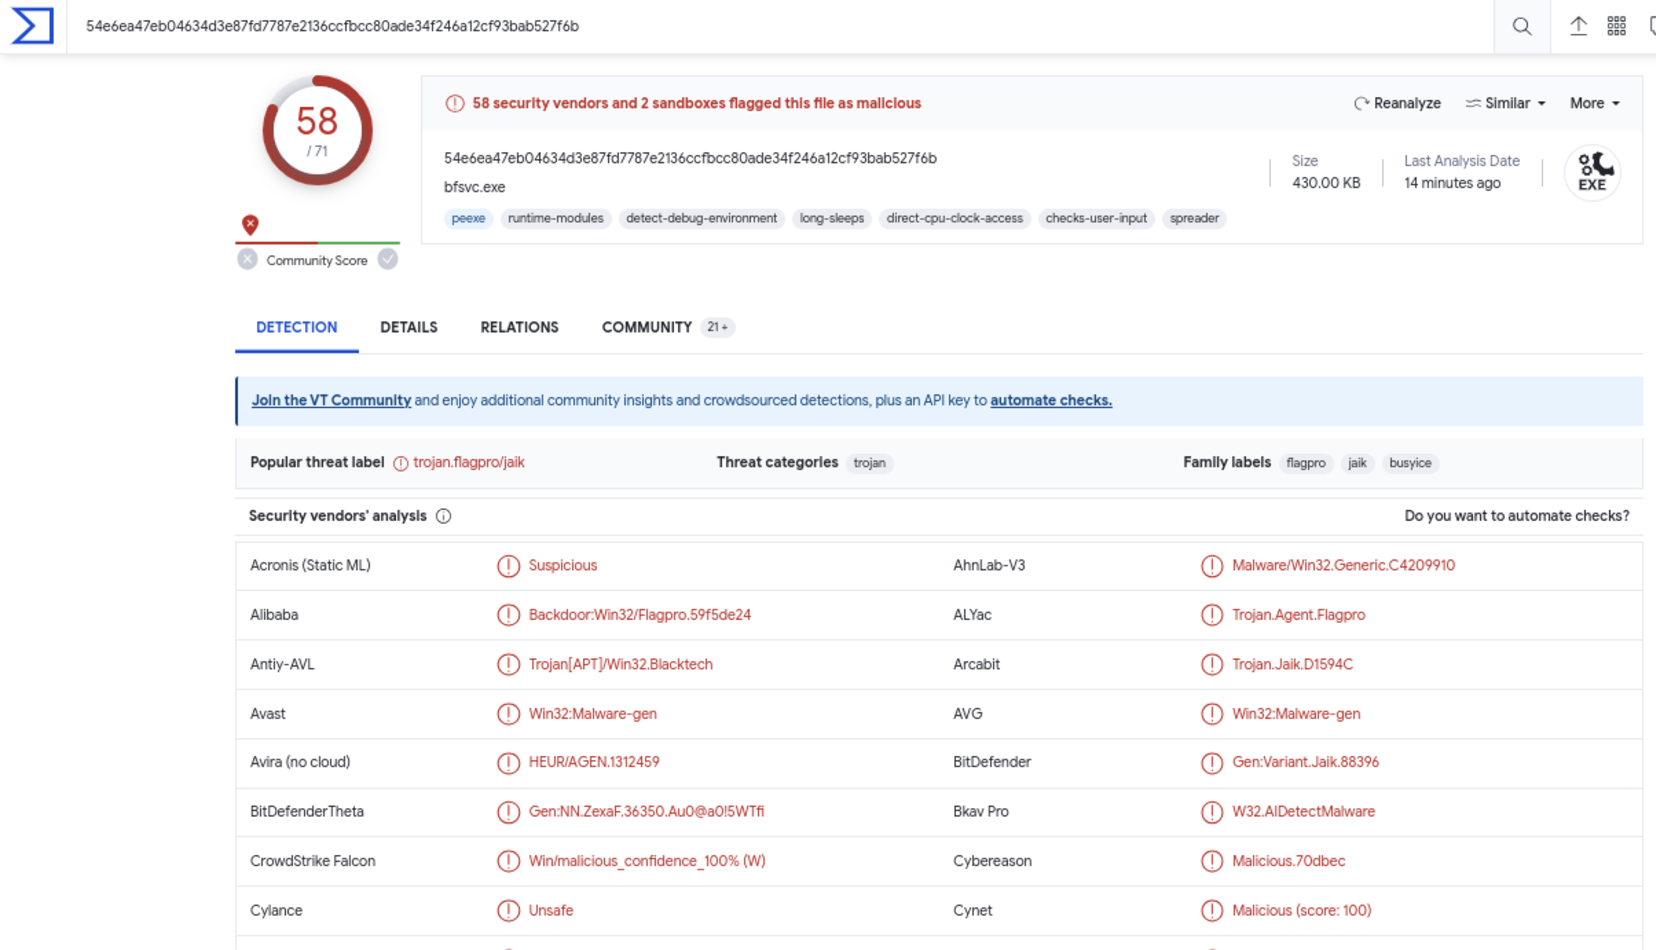 54e6ea47eb04634d3e87fd7787e2136ccfbcc80ade34f246a12cf93bab527f6b
58
/ 71
Community Score
58 security vendors and 2 sandboxes flagged this file as malicious
Reanalyze
Similar
More
54e6ea47eb04634d3e87fd7787e2136ccfbcc80ade34f246a12cf93bab527f6b
bfsvc.exe
peexe runtime-modules detect-debug-environment long-sleeps direct-cpu-clock-access checks-user-input spreader
Size
430.00 KB
Last Analysis Date
14 minutes ago
EXE
DETECTION DETAILS RELATIONS COMMUNITY 21+
Join the VT Community and enjoy additional community insights and crowdsourced detections, plus an API key to automate checks.
Popular threat label trojan.flagpro/jaik Threat categories trojan Family labels flagpro jaik busyice
Security vendors' analysis Do you want to automate checks?
Acronis (Static ML) Suspicious AhnLab-V3 Malware/Win32.Generic.C4209910
Alibaba Backdoor:Win32/Flagpro.59f5de24 ALYac Trojan.Agent.Flagpro
Antiy-AVL Trojan[APT]/Win32.Blacktech Arcabit Trojan.Jaik.D1594C
Avast Win32:Malware-gen AVG Win32:Malware-gen
Avira (no cloud) HEUR/AGEN.1312459 BitDefender Gen:Variant.Jaik.88396
BitDefenderTheta Gen:NN.ZexaF.36350.Au0@a0!5WTfi Bkav Pro W32.AIDetectMalware
CrowdStrike Falcon Win/malicious_confidence_100% (W) Cybereason Malicious.70dbec
Cylance Unsafe Cynet Malicious (score: 100)